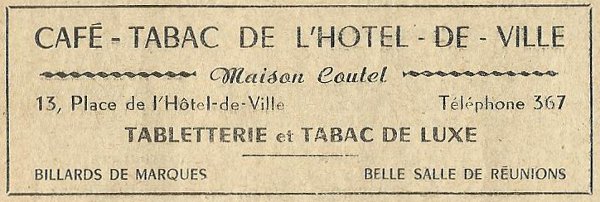 CAFÉ - TABAC DE L'HOTEL - DE - VILLE
Maison Coutel
13, Place de l'Hôtel-de-Ville Téléphone 367
TABLETTERIE et TABAC DE LUXE
BILLARDS DE MARQUES BELLE SALLE DE RÉUNIONS